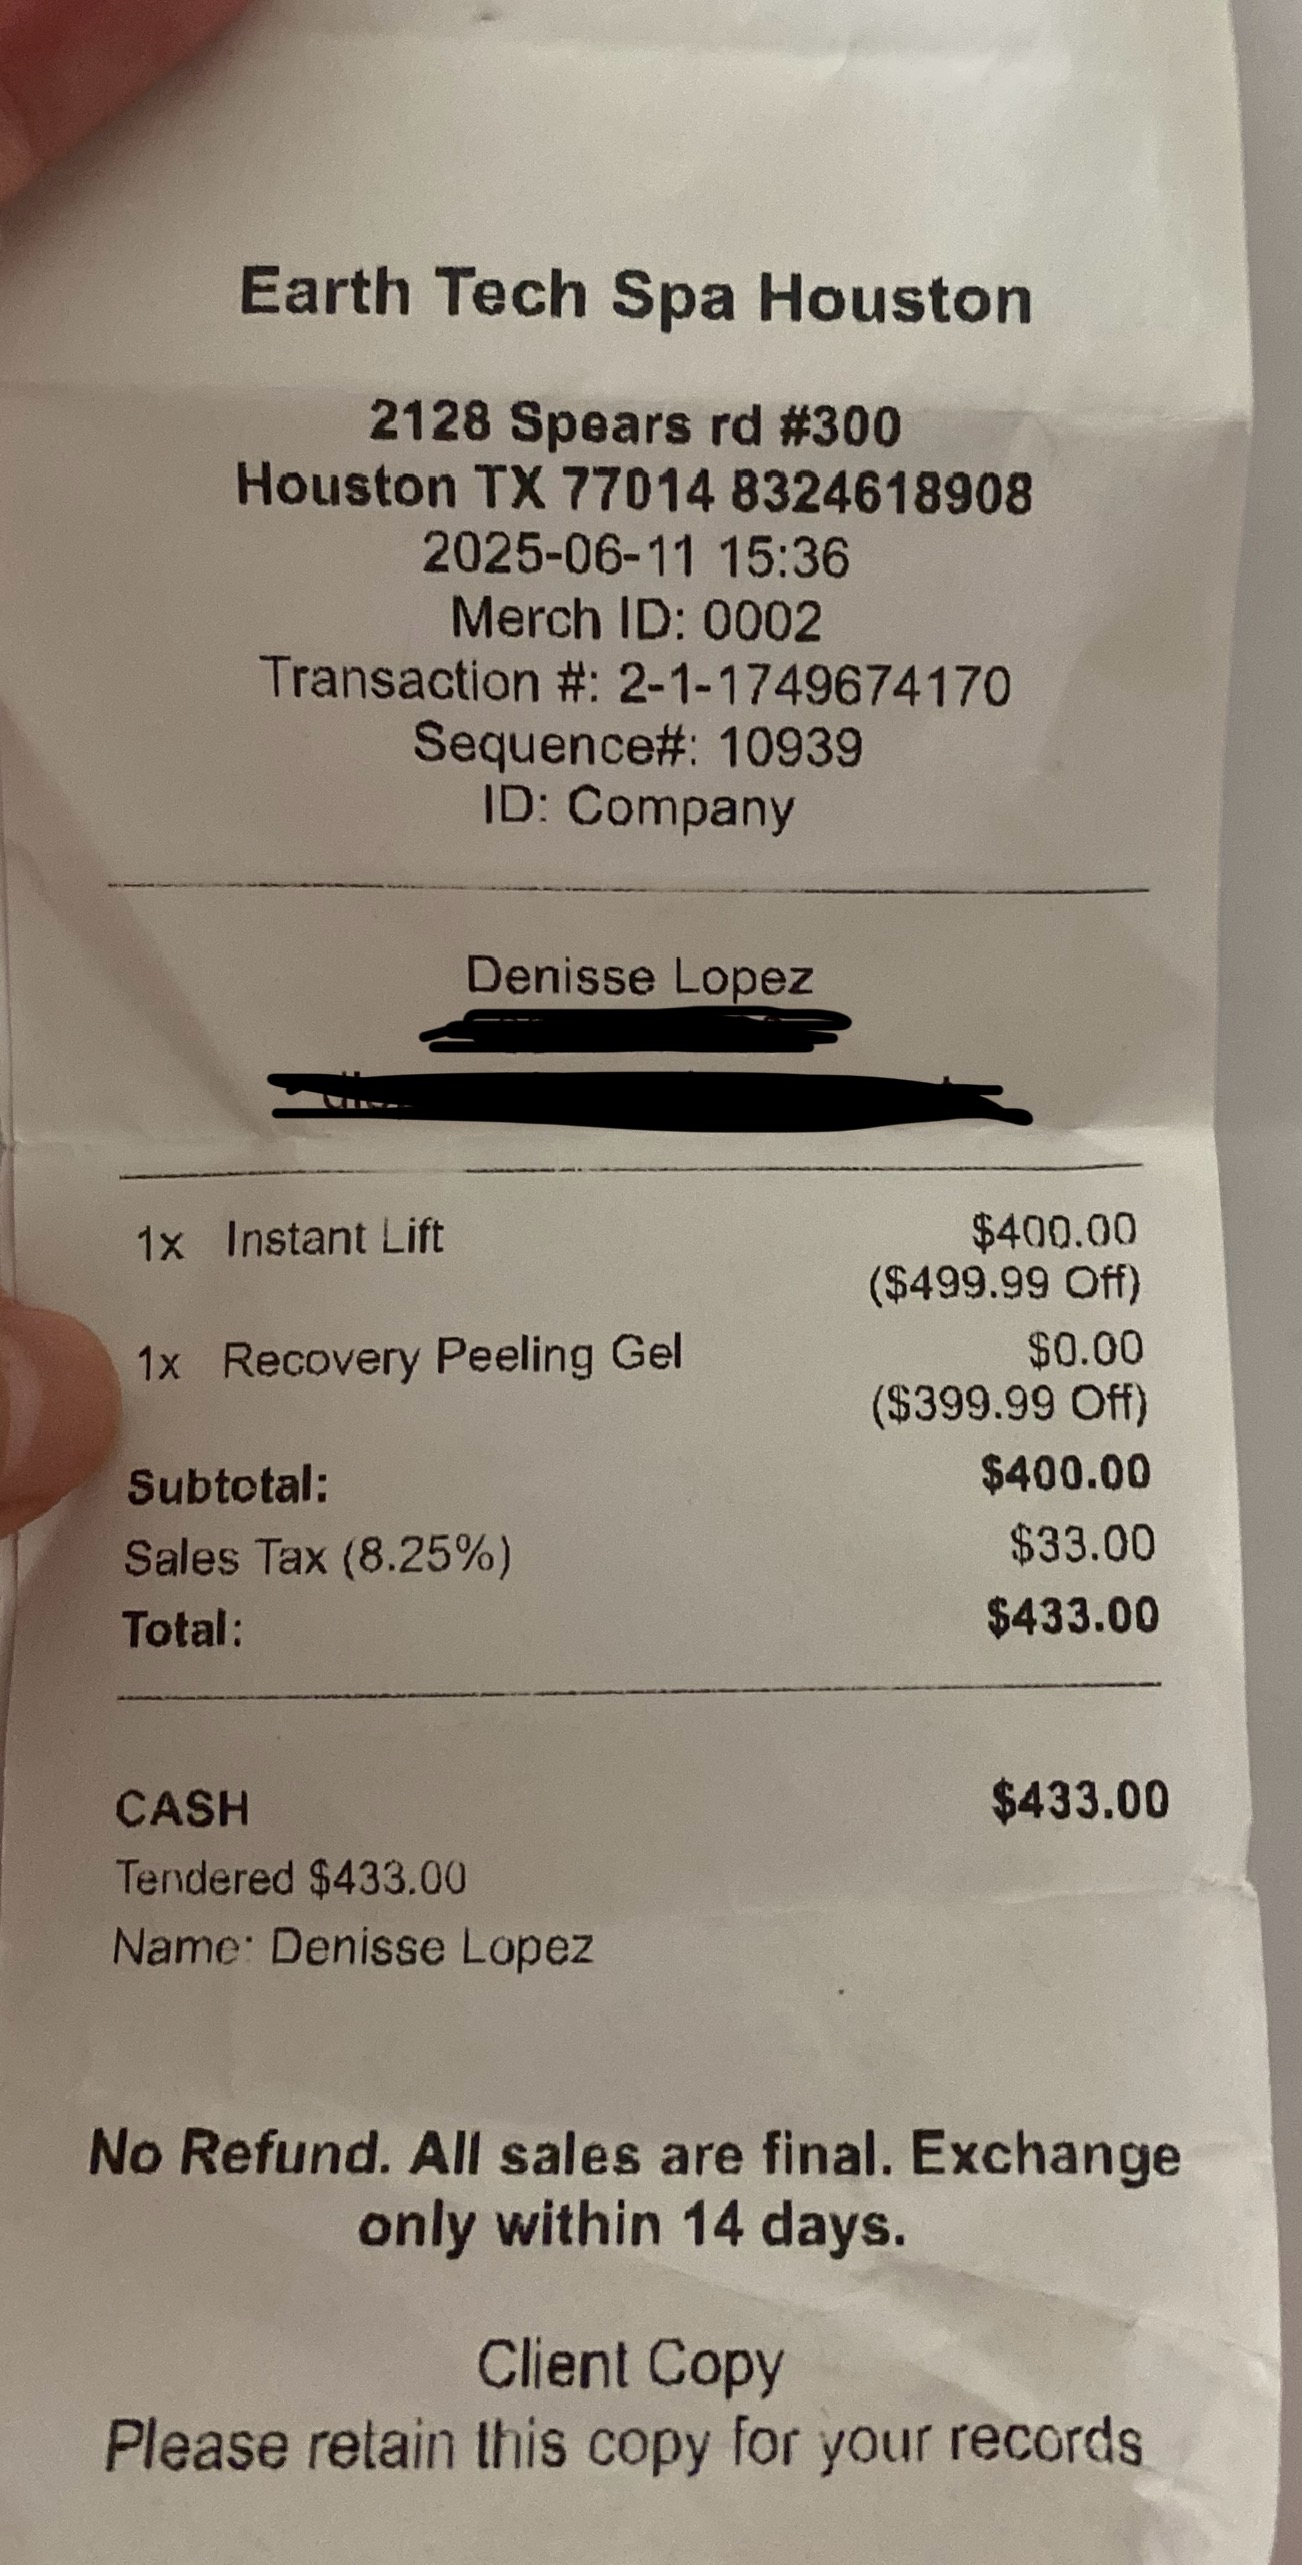 Earth Tech Spa Houston
2128 Spears rd #300
Houston TX 77014 8324618908
2025-06-11 15:36
Merch ID: 0002
Transaction #: 2-1-1749674170
Sequence#: 10939
ID: Company
Denisse Lopez
1x Instant Lift $400.00
($499.99 Off)
1x Recovery Peeling Gel $0.00
($399.99 Off)
Subtotal: $400.00
Sales Tax (8.25%) $33.00
Total: $433.00
CASH $433.00
Tendered $433.00
Name: Denisse Lopez
No Refund. All sales are final. Exchange
only within 14 days.
Client Copy
Please retain this copy for your records